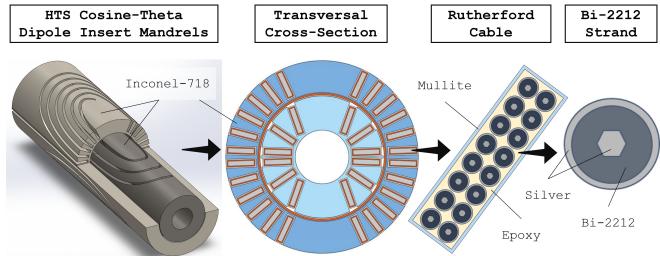 HTS Cosine-Theta
Dipole Insert Mandrels
Transversal
Cross-Section
Rutherford
Cable
Bi-2212
Strand
Inconel-718
Mullite
Epoxy
Silver
Bi-2212